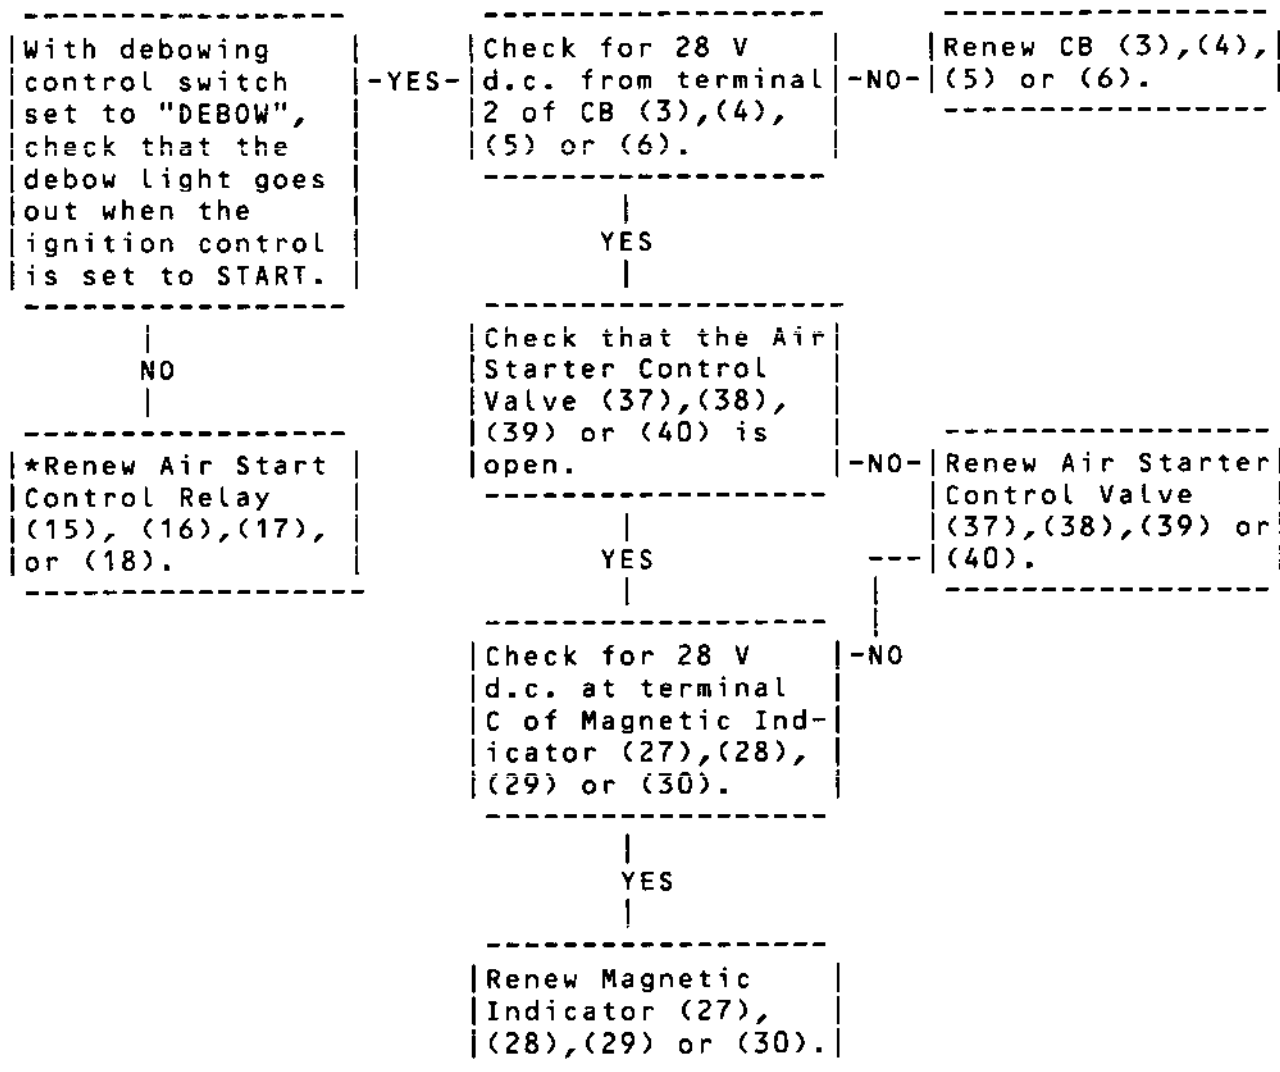 With debowing
control switch
set to "DEBOW",
check that the
debow light goes
out when the
ignition control
is set to START.
-YES-
Check for 28 V
d.c. from terminal
2 of CB (3),(4),
(5) or (6).
-NO-
Renew CB (3),(4),
(5) or (6).
NO
*Renew Air Start
Control Relay
(15), (16),(17),
or (18).
YES
Check that the Air
Starter Control
Valve (37),(38),
(39) or (40) is
open.
-NO-
Renew Air Starter
Control Valve
(37),(38),(39) or
(40).
YES
Check for 28 V
d.c. at terminal
C of Magnetic Ind-
icator (27),(28),
(29) or (30).
-NO
YES
Renew Magnetic
Indicator (27),
(28),(29) or (30).